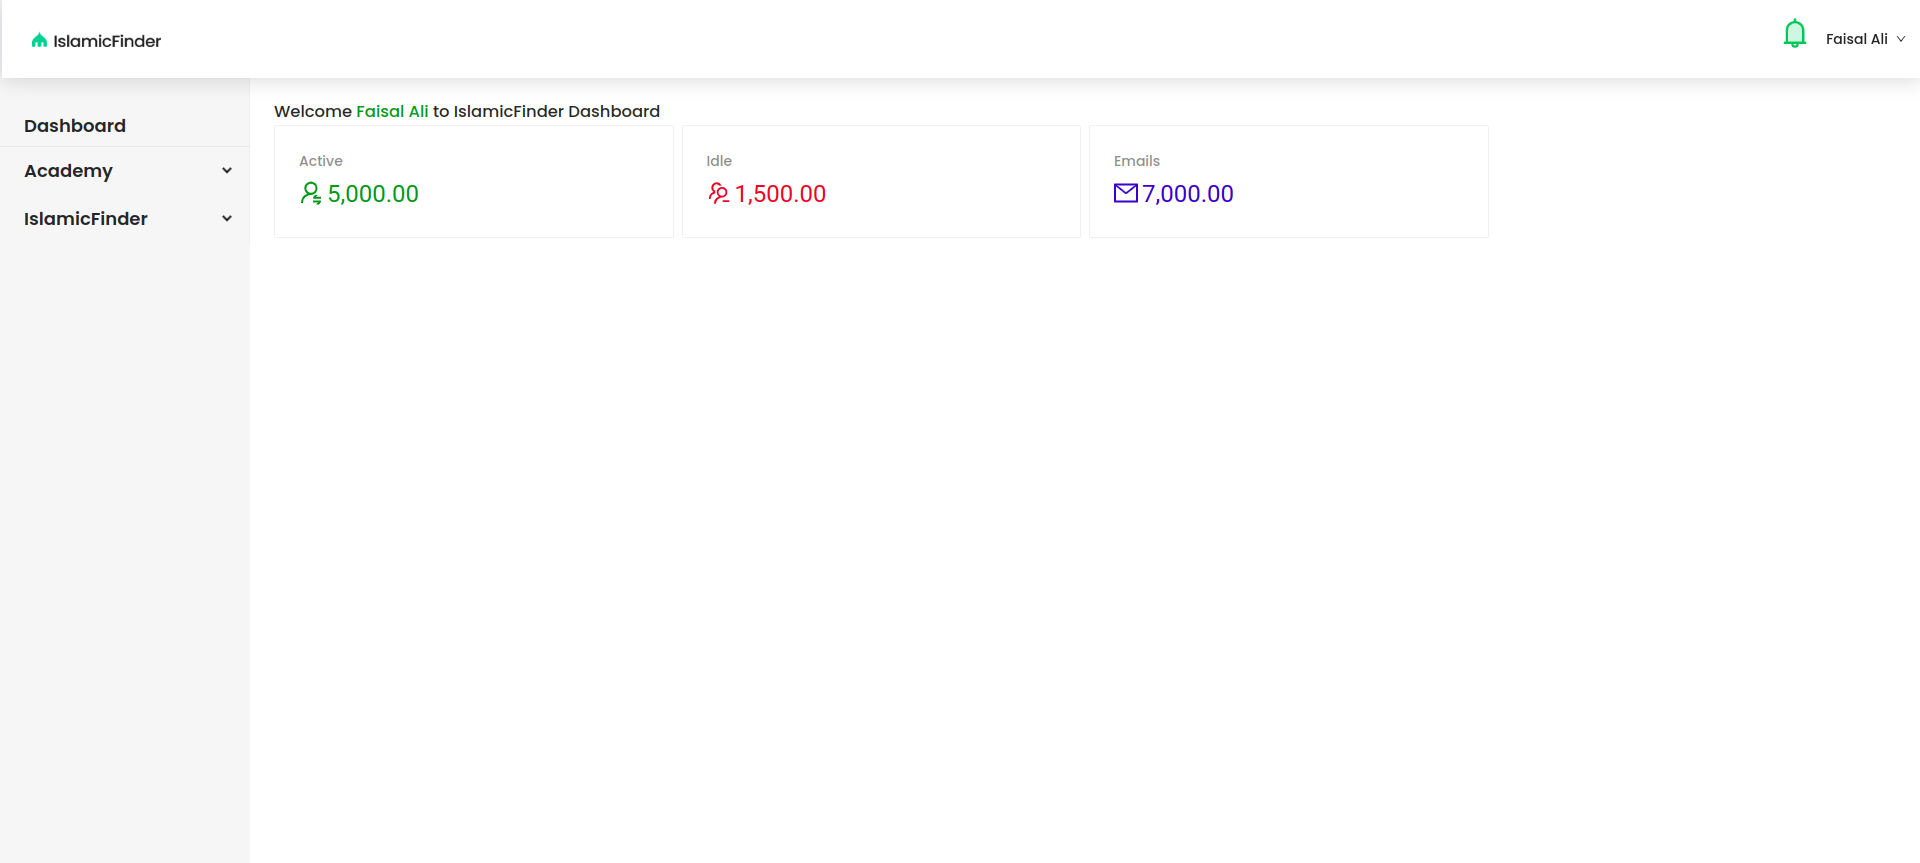 IslamicFinder
Faisal Ali
Dashboard
Academy
IslamicFinder
Welcome Faisal Ali to IslamicFinder Dashboard
Active
5,000.00
Idle
1,500.00
Emails
7,000.00